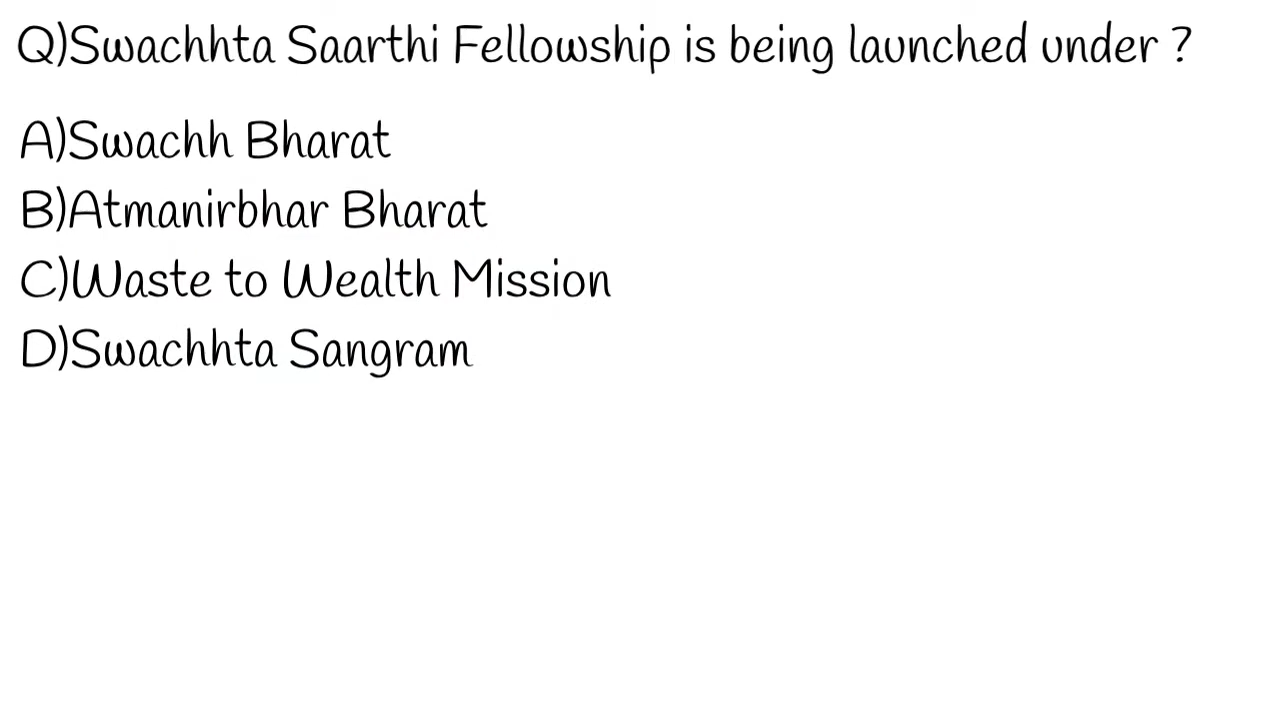 Q)Swachhta Saarthi Fellowship is being launched under ?
A)Swachh Bharat
B)Atmanirbhar Bharat
C)Waste to Wealth Mission
D)Swachhta Sangram